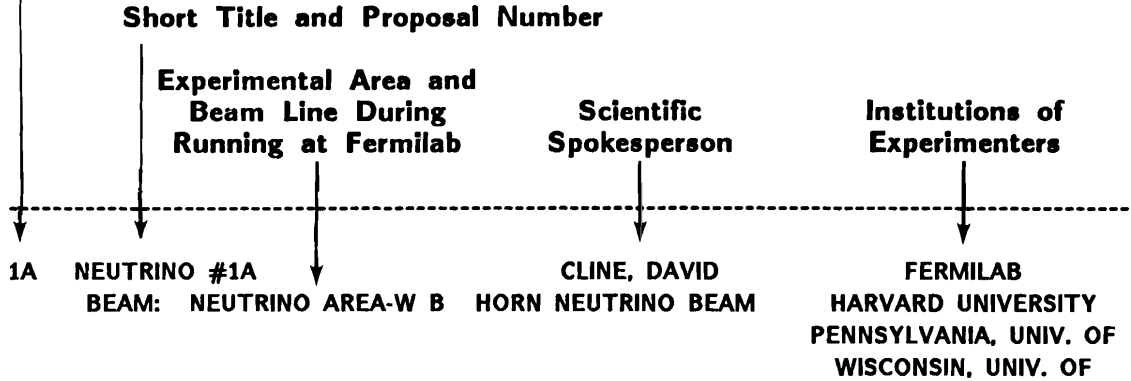 Short Title and Proposal Number
Experimental Area and
Beam Line During
Running at Fermilab
Scientific
Spokesperson
Institutions of
Experimenters
1A NEUTRINO #1A CLINE, DAVID FERMILAB
BEAM: NEUTRINO AREA-W B HORN NEUTRINO BEAM HARVARD UNIVERSITY
PENNSYLVANIA, UNIV. OF
WISCONSIN, UNIV. OF